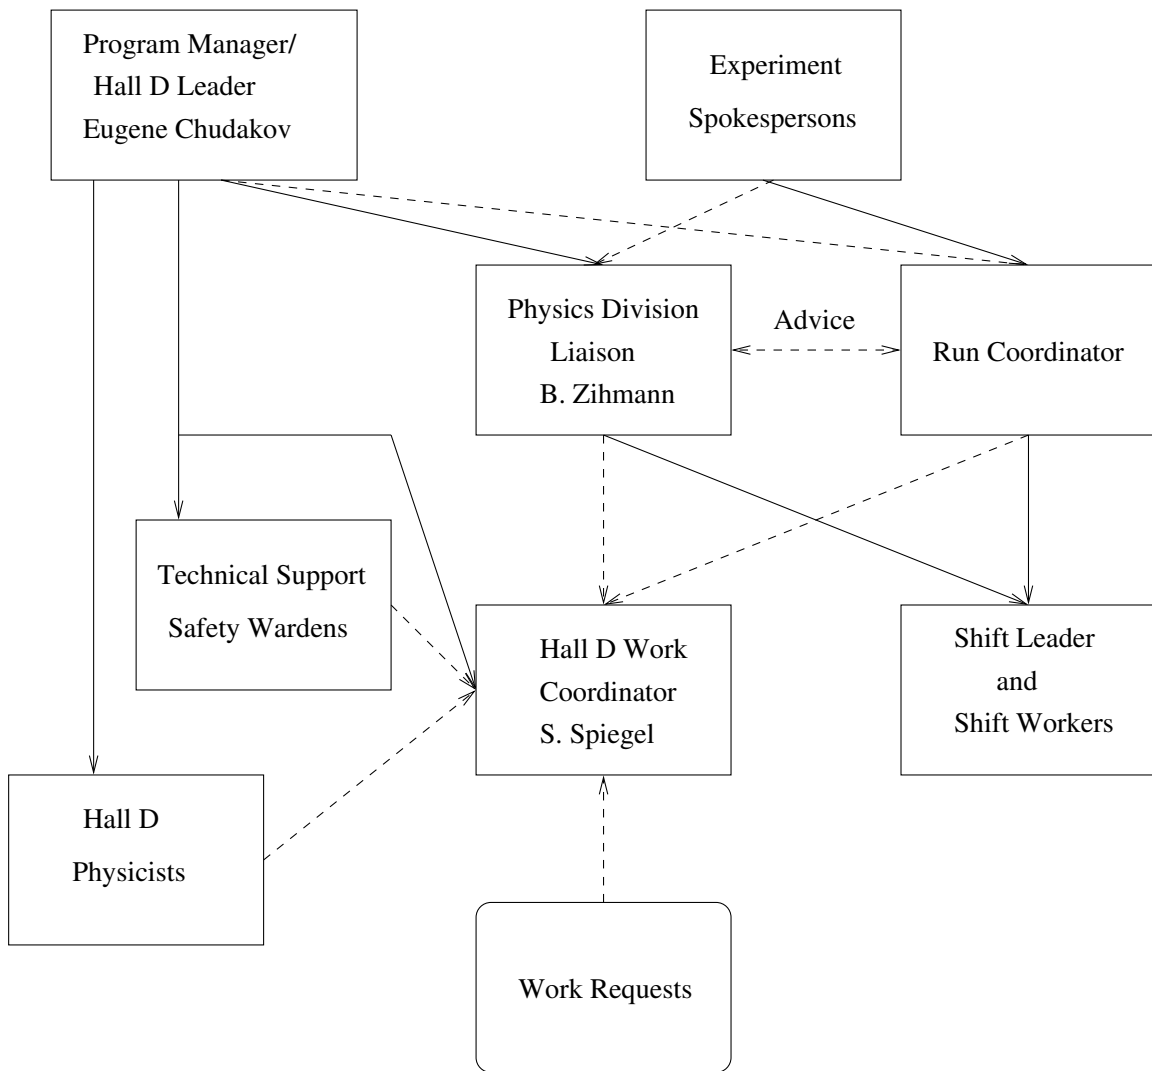 Program Manager/
Hall D Leader
Eugene Chudakov
Experiment
Spokespersons
Physics Division
Liaison
B. Zihmann
Advice
Run Coordinator
Technical Support
Safety Wardens
Hall D Work
Coordinator
S. Spiegel
Shift Leader
and
Shift Workers
Hall D
Physicists
Work Requests